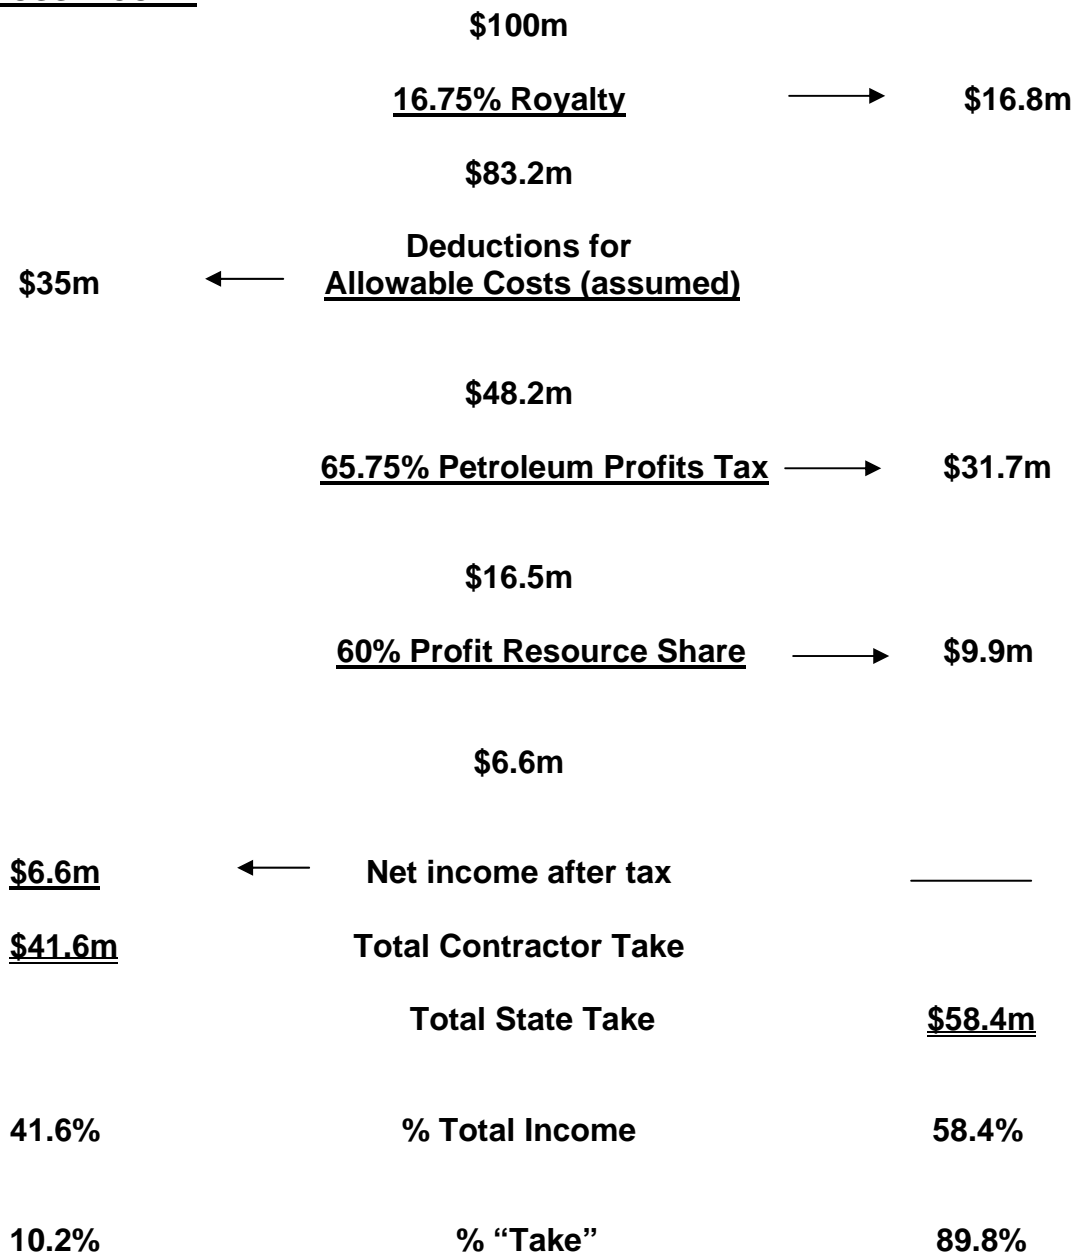 $100m
16.75% Royalty $16.8m
$83.2m
Deductions for
$35m Allowable Costs (assumed)
$48.2m
65.75% Petroleum Profits Tax $31.7m
$16.5m
60% Profit Resource Share $9.9m
$6.6m
$6.6m Net income after tax
$41.6m Total Contractor Take
Total State Take $58.4m
41.6% % Total Income 58.4%
10.2% % “Take” 89.8%